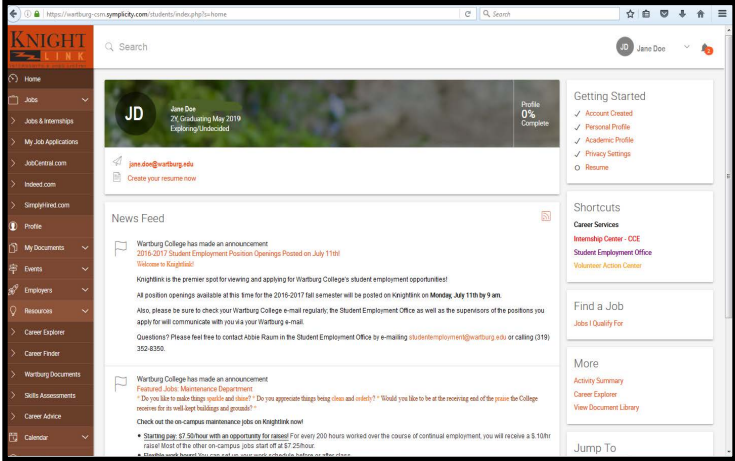 https://wartburg-csm.symplicity.com/students/index.php?s=home
Search
KNIGHT
LINK
Search
JD Jane Doe
2
Home
Jobs
Jobs & Internships
My Job Applications
JobCentral.com
Indeed.com
SimplyHired.com
Profile
My Documents
Events
Employers
Resources
Career Explorer
Career Finder
Wartburg Documents
Skills Assessments
Career Advice
Calendar
JD
Jane Doe
2Y, Graduating May 2019
Exploring/Undecided
Profile
0%
Complete
jane.doe@wartburg.edu
Create your resume now
News Feed
Wartburg College has made an announcement
2016-2017 Student Employment Position Openings Posted on July 11th!
Welcome to Knightlink!
Knightlink is the premier spot for viewing and applying for Wartburg College's student employment opportunities!
All position openings available at this time for the 2016-2017 fall semester will be posted on Knightlink on Monday, July 11th by 9 am.
Also, please be sure to check your Wartburg College e-mail regularly; the Student Employment Office as well as the supervisors of the positions you
apply for will communicate with you via your Wartburg e-mail.
Questions? Please feel free to contact Abbie Raum in the Student Employment Office by e-mailing studentemployment@wartburg.edu or calling (319)
352-8350.
Wartburg College has made an announcement
Featured Jobs: Maintenance Department
* Do you like to make things sparkle and shine? * Do you appreciate things being clean and orderly? * Would you like to be at the receiving end of the praise the College
receives for its well-kept buildings and grounds? *
Check out the on-campus maintenance jobs on Knightlink now!
• Starting pay: $7.50/hour with an opportunity for raises! For every 200 hours worked over the course of continual employment, you will receive a $.10/hr
raise! Most of the other on-campus jobs start off at $7.25/hour.
• Flexible work hours! You can set up your work schedule before or after class
Getting Started
Account Created
Personal Profile
Academic Profile
Privacy Settings
Resume
Shortcuts
Career Services
Internship Center - CCE
Student Employment Office
Volunteer Action Center
Find a Job
Jobs I Qualify For
More
Activity Summary
Career Explorer
View Document Library
Jump To